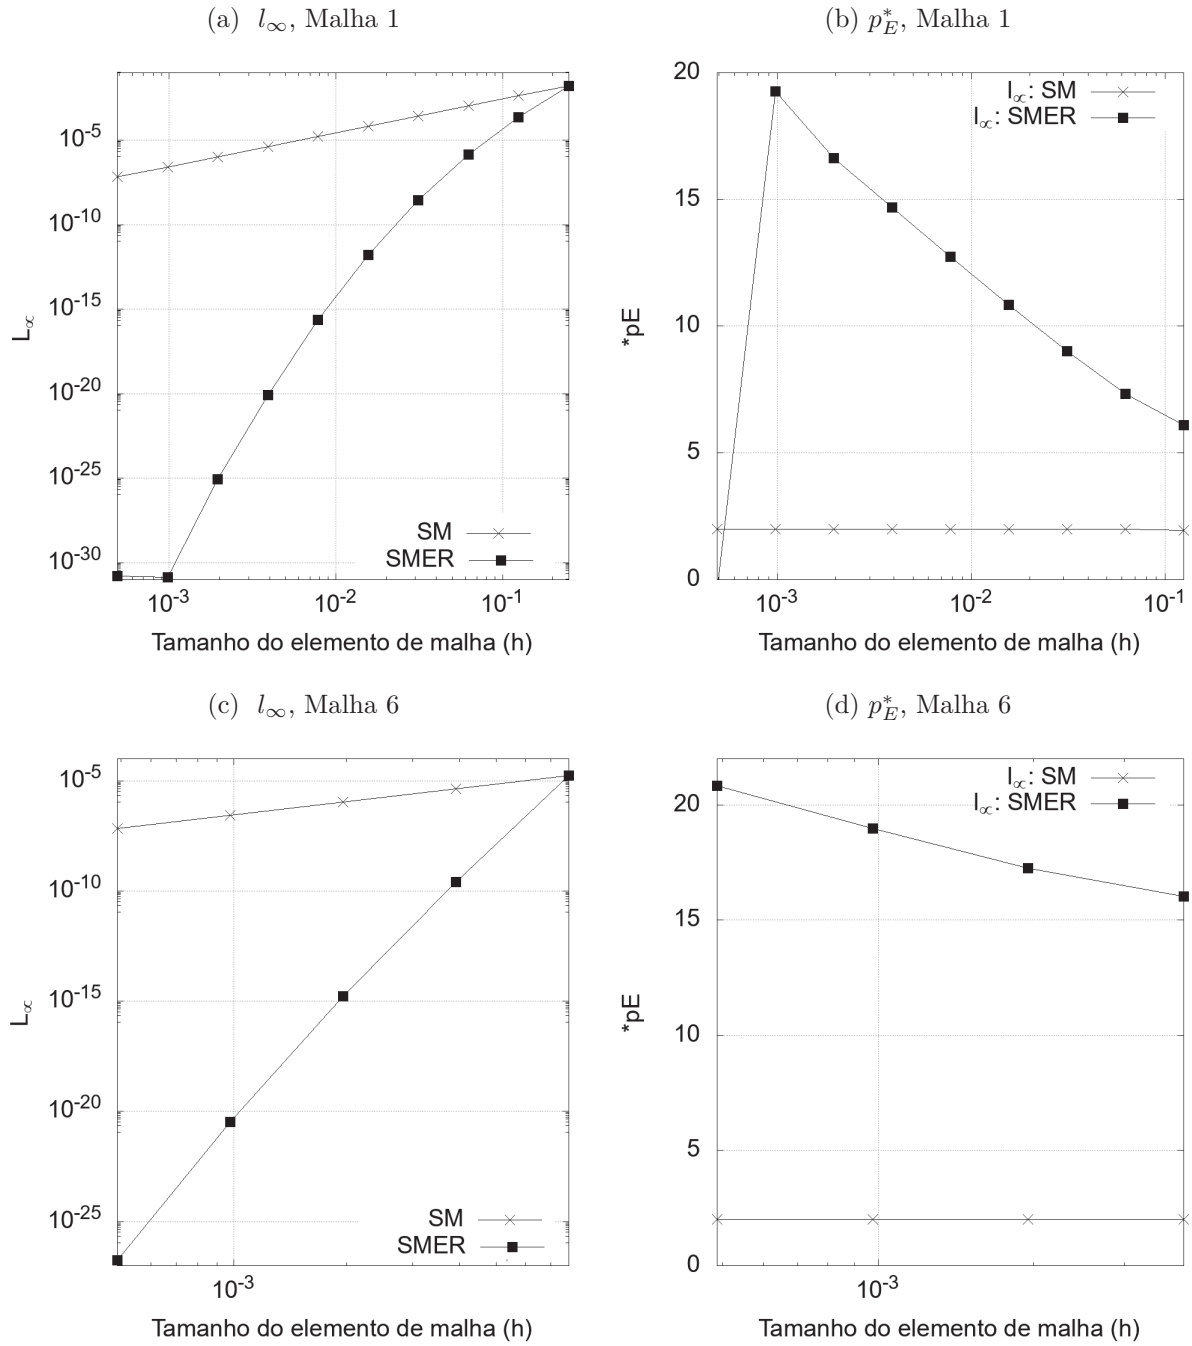 (a) l∞, Malha 1
10⁻⁵
10⁻¹⁰
10⁻¹⁵
10⁻²⁰
10⁻²⁵
10⁻³⁰
L∝
SM
SMER
10⁻³ 10⁻² 10⁻¹
Tamanho do elemento de malha (h)
(b) p*E, Malha 1
20
15
10
5
0
*pE
l∝: SM
l∝: SMER
10⁻³ 10⁻² 10⁻¹
Tamanho do elemento de malha (h)
(c) l∞, Malha 6
10⁻⁵
10⁻¹⁰
10⁻¹⁵
10⁻²⁰
10⁻²⁵
L∝
SM
SMER
10⁻³
Tamanho do elemento de malha (h)
(d) p*E, Malha 6
20
15
10
5
0
*pE
l∝: SM
l∝: SMER
10⁻³
Tamanho do elemento de malha (h)